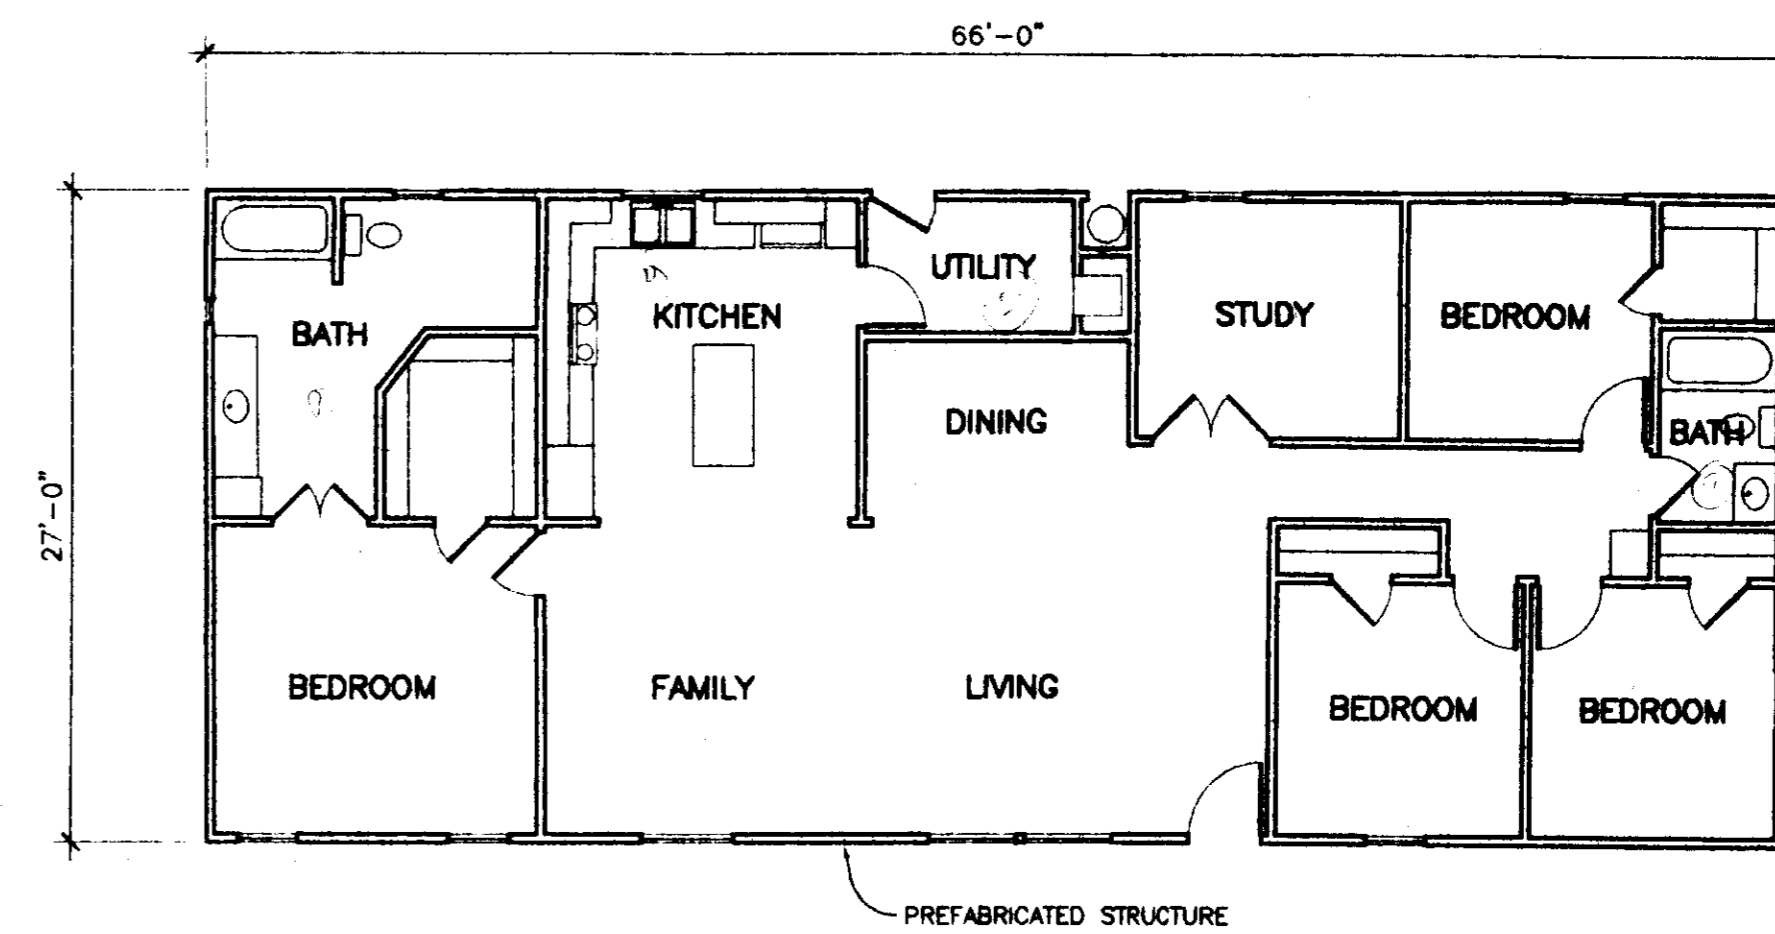 66'-0"
UTILITY
KITCHEN
STUDY
BEDROOM
BATH
DINING
BATH
27'-0"
BEDROOM
FAMILY
LIVING
BEDROOM
BEDROOM
PREFABRICATED STRUCTURE